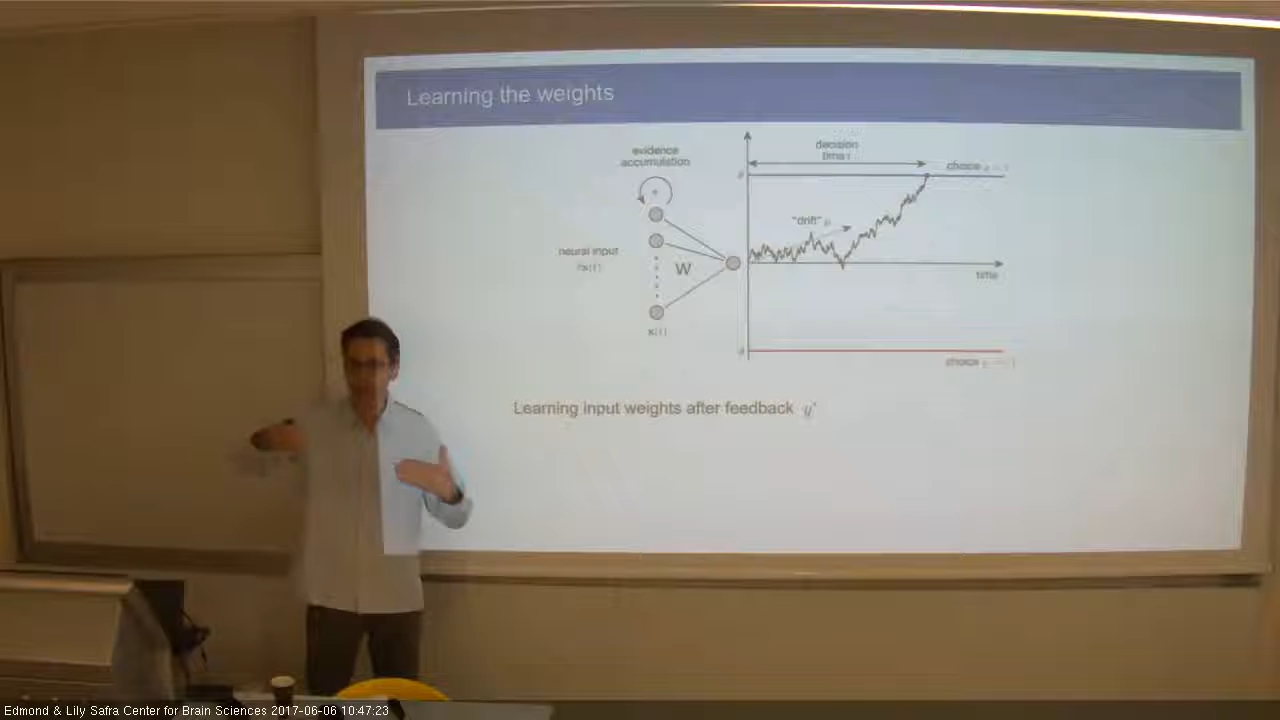 Learning the weights
evidence
accumulation
decision
time t
choice
"drift" μ
neural input
W
time
x(t)
choice
Learning input weights after feedback y*
Edmond & Lily Safra Center for Brain Sciences 2017-06-06 10:47:23